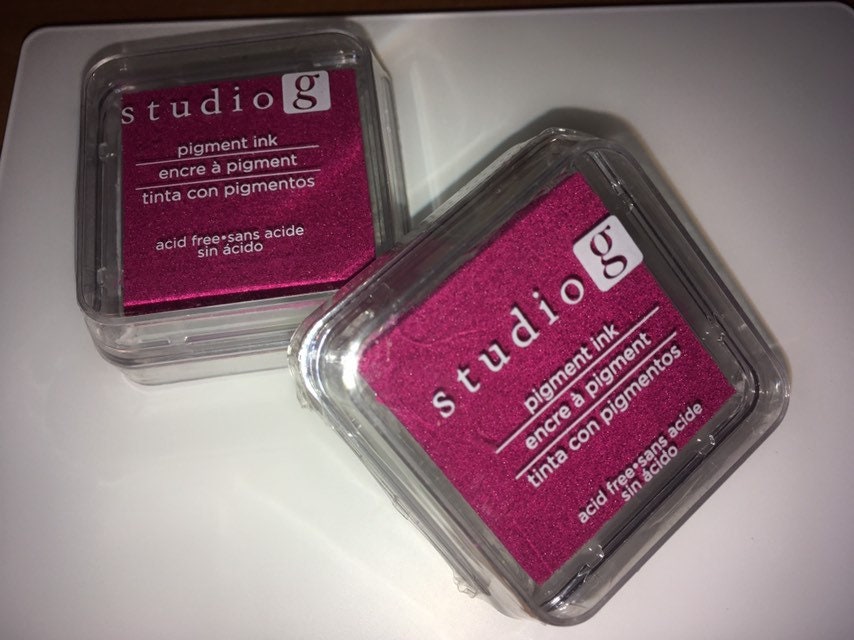 studio g
pigment ink
encre à pigment
tinta con pigmentos
acid free•sans acide
sin ácido
studio g
pigment ink
encre à pigment
tinta con pigmentos
acid free•sans acide
sin ácido